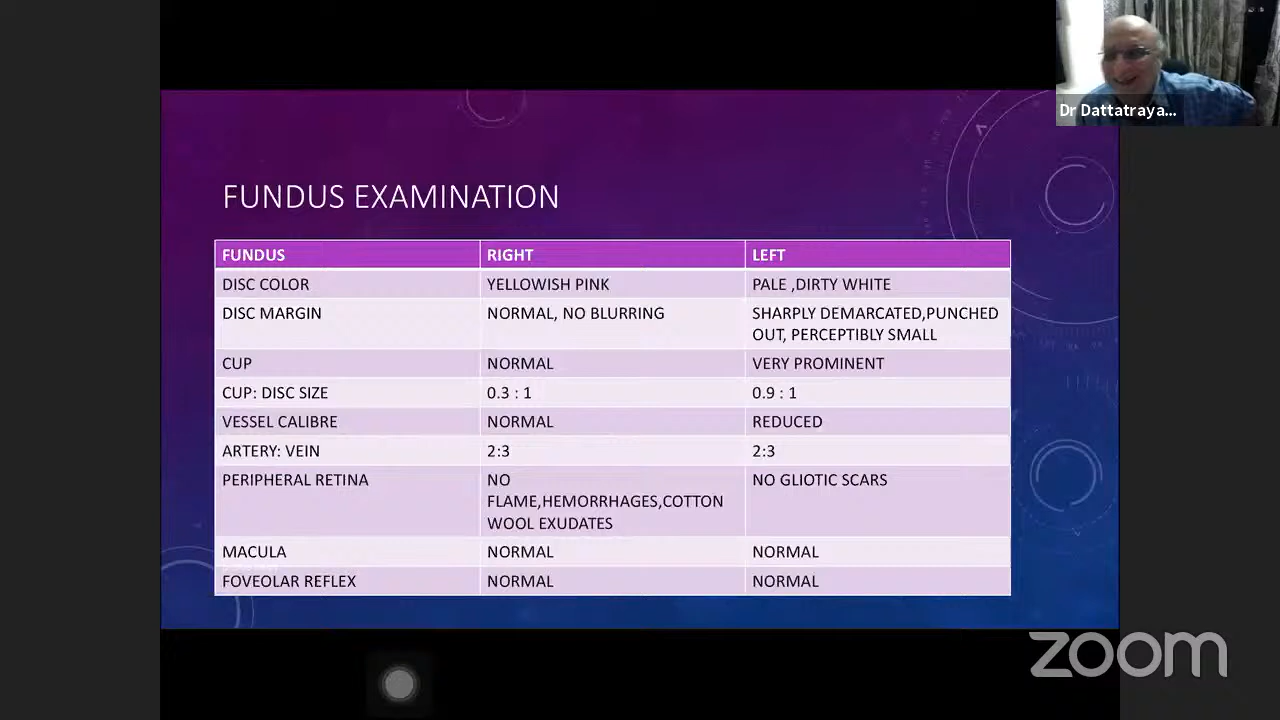 Dr Dattatraya...
FUNDUS EXAMINATION
FUNDUS RIGHT LEFT
DISC COLOR YELLOWISH PINK PALE ,DIRTY WHITE
DISC MARGIN NORMAL, NO BLURRING SHARPLY DEMARCATED,PUNCHED
OUT, PERCEPTIBLY SMALL
CUP NORMAL VERY PROMINENT
CUP: DISC SIZE 0.3 : 1 0.9 : 1
VESSEL CALIBRE NORMAL REDUCED
ARTERY: VEIN 2:3 2:3
PERIPHERAL RETINA NO NO GLIOTIC SCARS
FLAME,HEMORRHAGES,COTTON
WOOL EXUDATES
MACULA NORMAL NORMAL
FOVEOLAR REFLEX NORMAL NORMAL
zoom